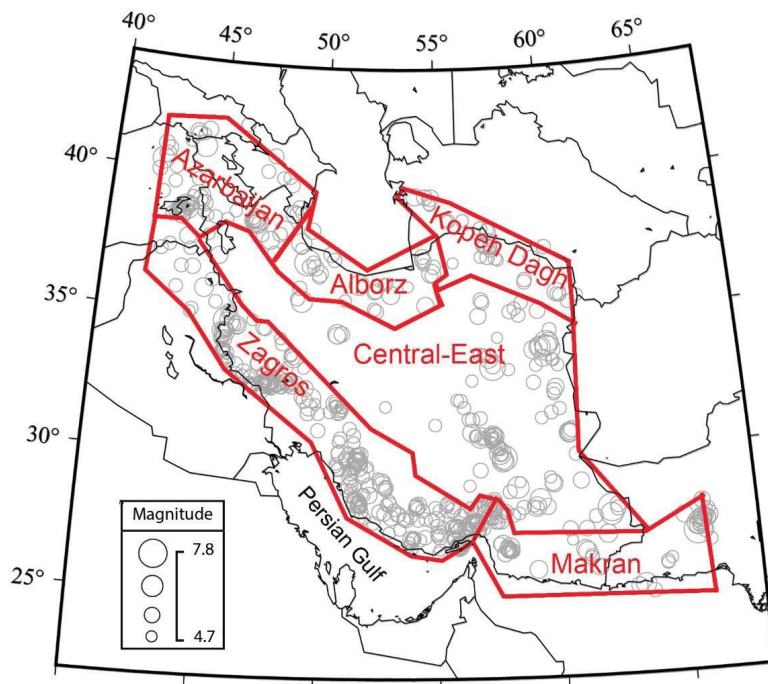 40°
45°
50°
55°
60°
65°
40°
35°
30°
25°
Azarbaijan
Kopeh Dagh
Alborz
Central-East
Zagros
Persian Gulf
Makran
Magnitude
7.8
4.7